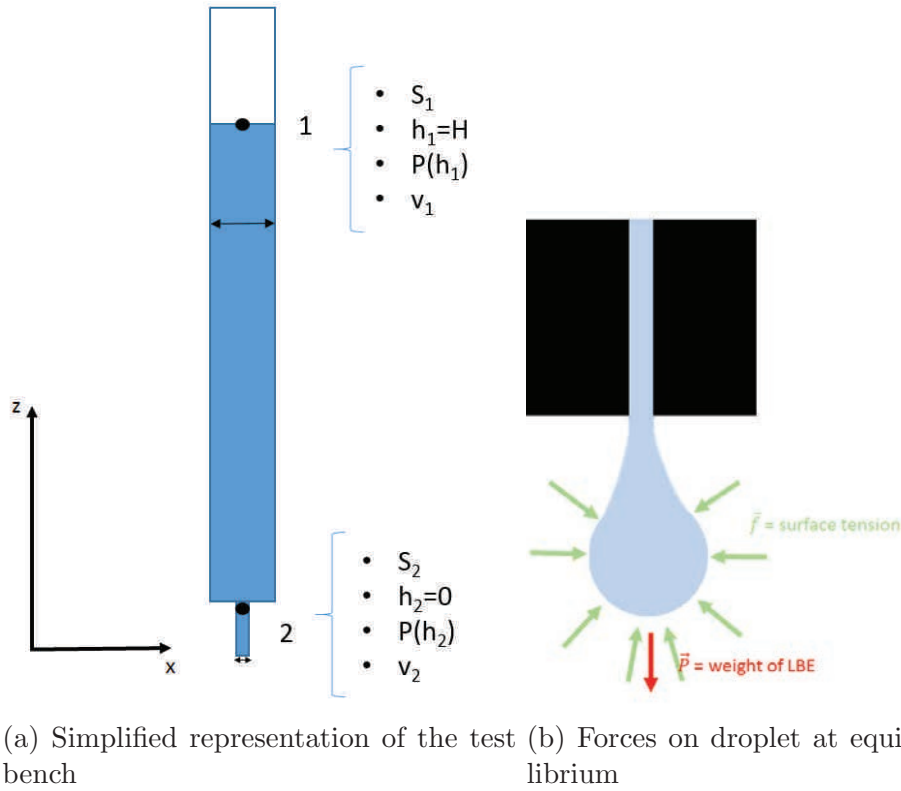 1
• S₁
• h₁=H
• P(h₁)
• v₁
z
x
2
• S₂
• h₂=0
• P(h₂)
• v₂
f⃗ = surface tension
P⃗ = weight of LBE
(a) Simplified representation of the test bench
(b) Forces on droplet at equi
librium